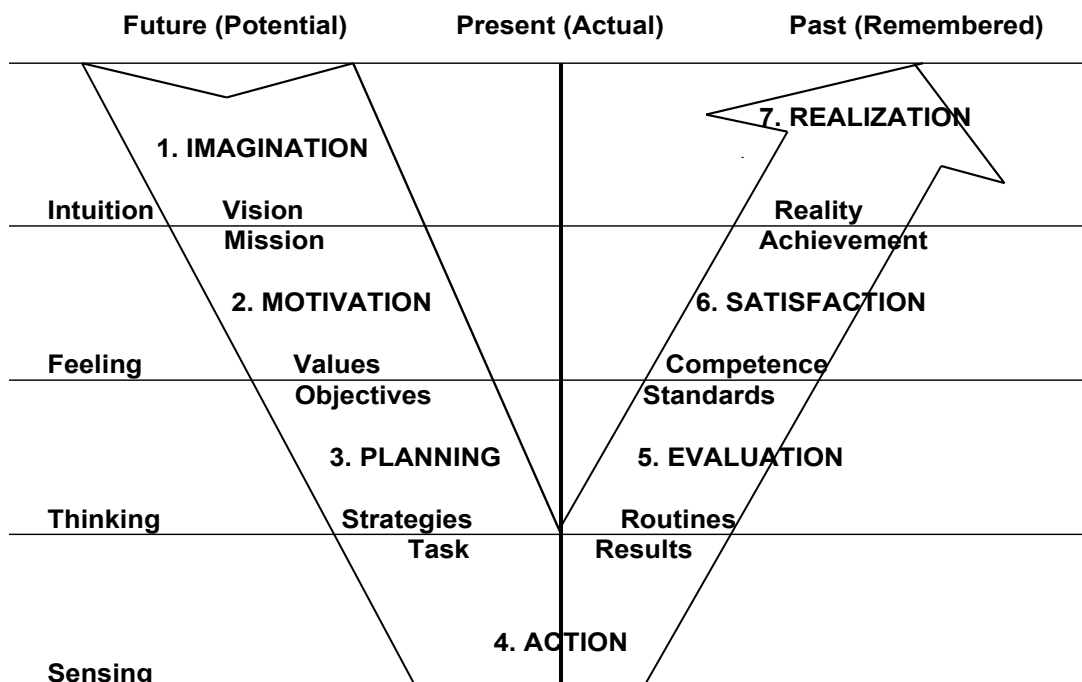 Future (Potential) Present (Actual) Past (Remembered)
7. REALIZATION
1. IMAGINATION
Intuition Vision Reality
Mission Achievement
2. MOTIVATION 6. SATISFACTION
Feeling Values Competence
Objectives Standards
3. PLANNING 5. EVALUATION
Thinking Strategies Routines
Task Results
4. ACTION
Sensing